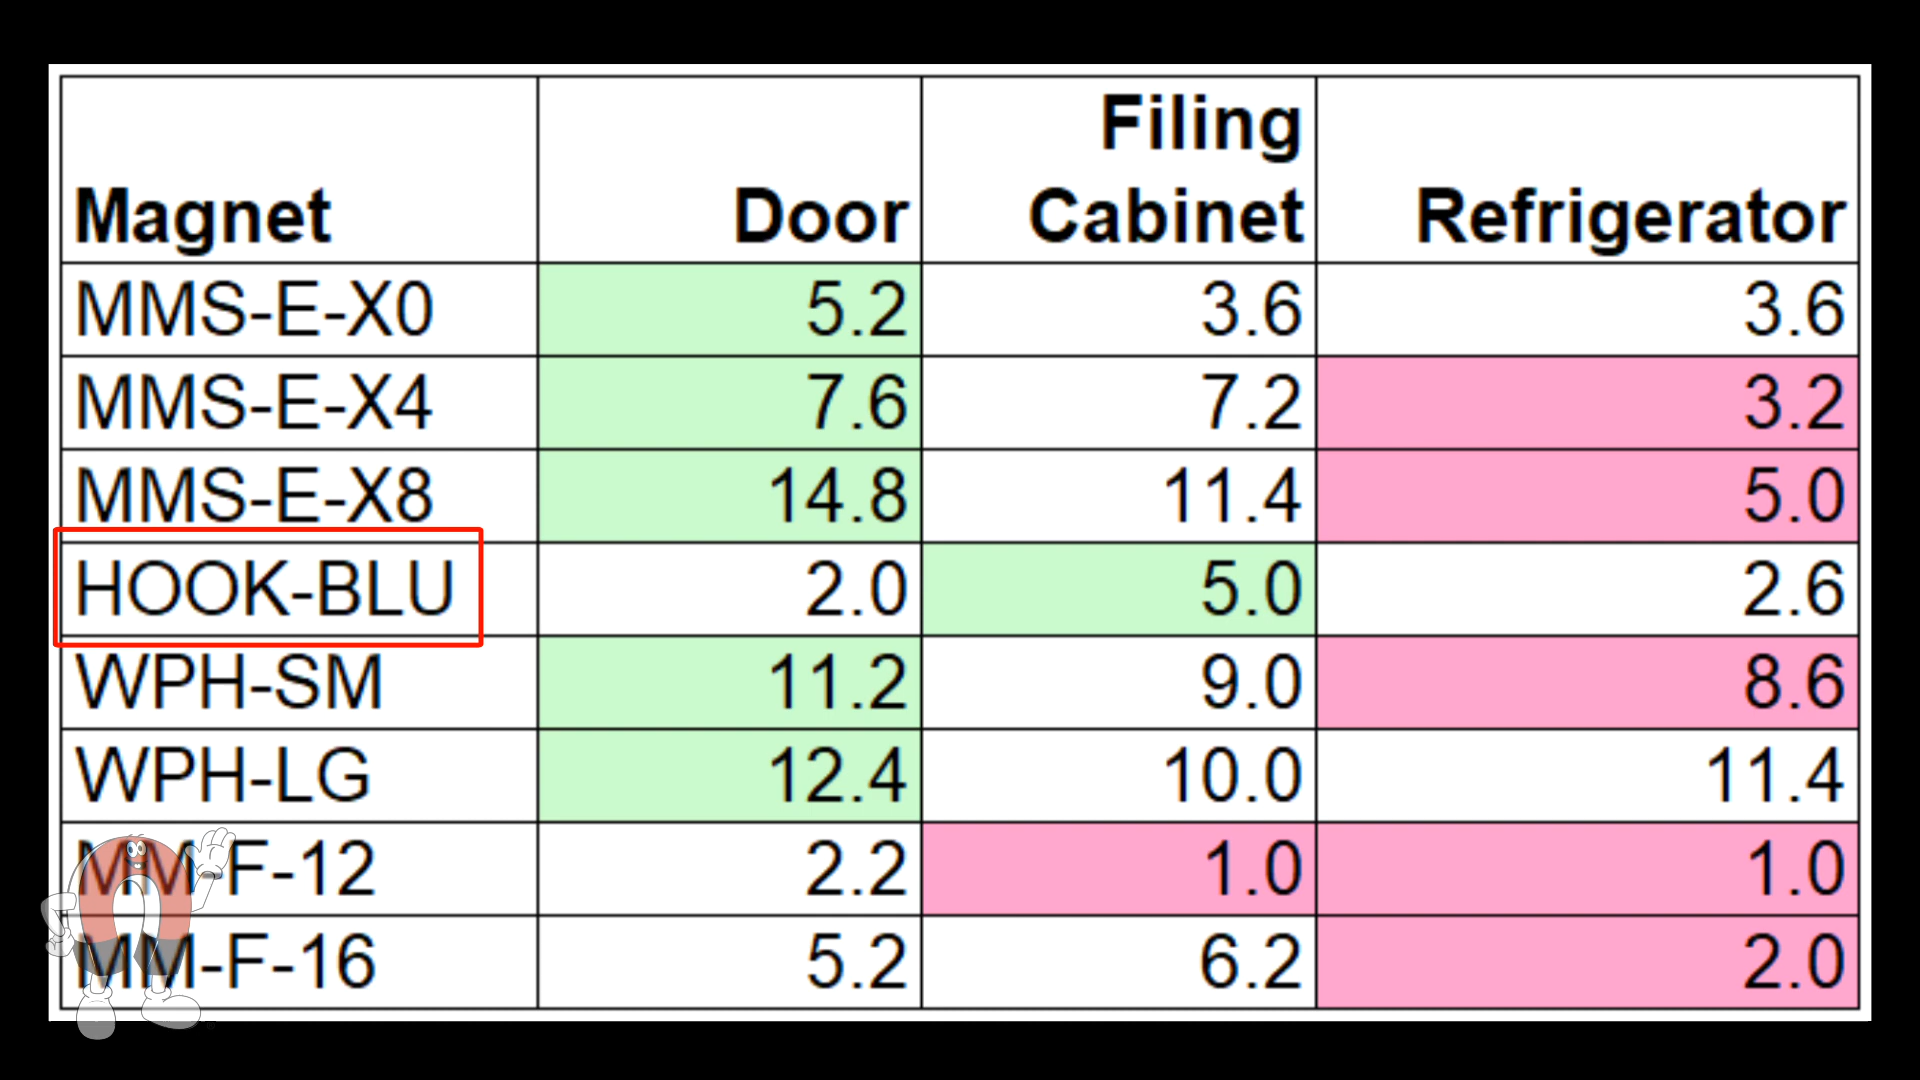 Magnet Door Filing Cabinet Refrigerator
MMS-E-X0 5.2 3.6 3.6
MMS-E-X4 7.6 7.2 3.2
MMS-E-X8 14.8 11.4 5.0
HOOK-BLU 2.0 5.0 2.6
WPH-SM 11.2 9.0 8.6
WPH-LG 12.4 10.0 11.4
MM-F-12 2.2 1.0 1.0
MM-F-16 5.2 6.2 2.0